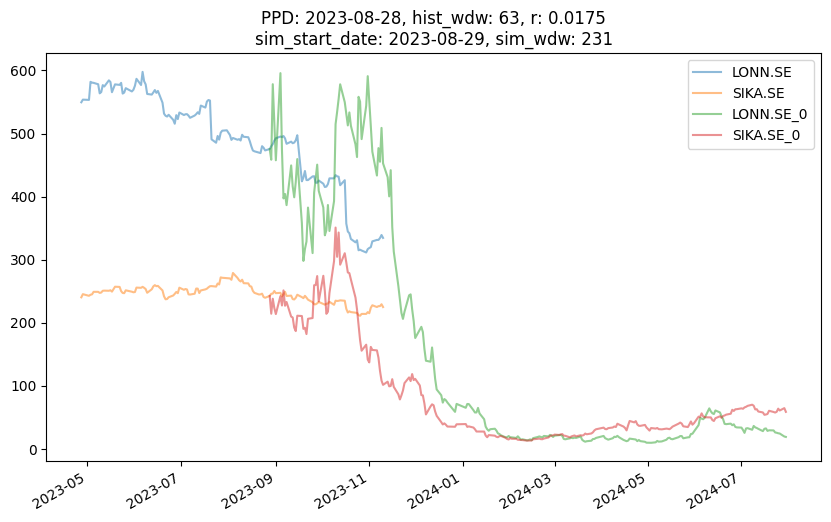 PPD: 2023-08-28, hist_wdw: 63, r: 0.0175
sim_start_date: 2023-08-29, sim_wdw: 231
LONN.SE
SIKA.SE
LONN.SE_0
SIKA.SE_0
600
500
400
300
200
100
0
2023-05
2023-07
2023-09
2023-11
2024-01
2024-03
2024-05
2024-07